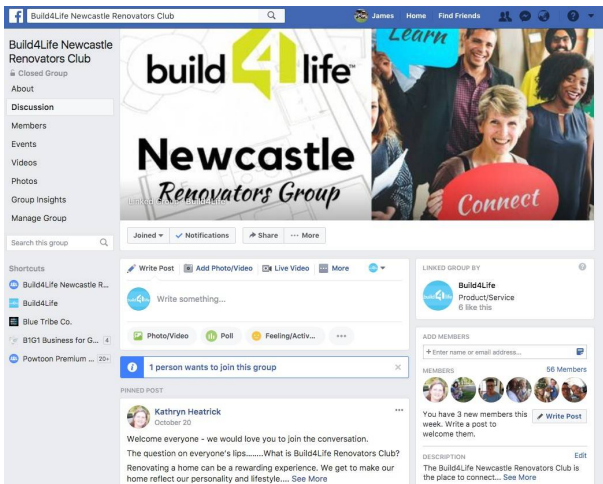 Build4Life Newcastle Renovators Club
James
Home
Find Friends
Build4Life Newcastle
Renovators Club
Closed Group
About
Discussion
Members
Events
Videos
Photos
Group Insights
Manage Group
Search this group
Shortcuts
Build4Life Newcastle R...
Build4Life
Blue Tribe Co.
B1G1 Business for G... 4
Powtoon Premium ... 20+
build 4 life™
Newcastle
Renovators Group
Linked Group · Build4Life
Learn
Connect
Joined
Notifications
Share
More
Write Post
Add Photo/Video
Live Video
More
Write something...
Photo/Video
Poll
Feeling/Activ...
1 person wants to join this group
PINNED POST
Kathryn Heatrick
October 20
Welcome everyone - we would love you to join the conversation.
The question on everyone's lips........What is Build4Life Renovators Club?
Renovating a home can be a rewarding experience. We get to make our
home reflect our personality and lifestyle.... See More
LINKED GROUP BY
Build4Life
Product/Service
6 like this
ADD MEMBERS
+ Enter name or email address...
MEMBERS
56 Members
You have 3 new members this
week. Write a post to
welcome them.
Write Post
DESCRIPTION
Edit
The Build4Life Newcastle Renovators Club is
the place to connect... See More